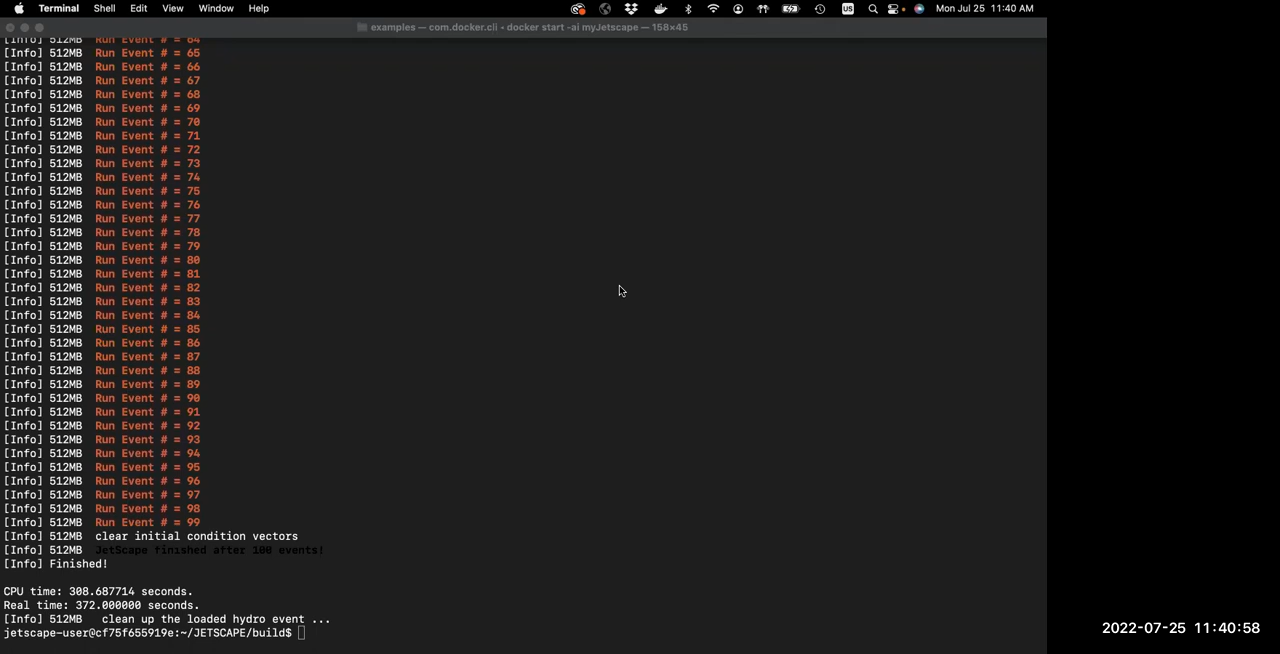 Terminal Shell Edit View Window Help US Mon Jul 25 11:40 AM
examples — com.docker.cli • docker start -ai myJetscape — 158×45
[Info] 512MB Run Event # = 64
[Info] 512MB Run Event # = 65
[Info] 512MB Run Event # = 66
[Info] 512MB Run Event # = 67
[Info] 512MB Run Event # = 68
[Info] 512MB Run Event # = 69
[Info] 512MB Run Event # = 70
[Info] 512MB Run Event # = 71
[Info] 512MB Run Event # = 72
[Info] 512MB Run Event # = 73
[Info] 512MB Run Event # = 74
[Info] 512MB Run Event # = 75
[Info] 512MB Run Event # = 76
[Info] 512MB Run Event # = 77
[Info] 512MB Run Event # = 78
[Info] 512MB Run Event # = 79
[Info] 512MB Run Event # = 80
[Info] 512MB Run Event # = 81
[Info] 512MB Run Event # = 82
[Info] 512MB Run Event # = 83
[Info] 512MB Run Event # = 84
[Info] 512MB Run Event # = 85
[Info] 512MB Run Event # = 86
[Info] 512MB Run Event # = 87
[Info] 512MB Run Event # = 88
[Info] 512MB Run Event # = 89
[Info] 512MB Run Event # = 90
[Info] 512MB Run Event # = 91
[Info] 512MB Run Event # = 92
[Info] 512MB Run Event # = 93
[Info] 512MB Run Event # = 94
[Info] 512MB Run Event # = 95
[Info] 512MB Run Event # = 96
[Info] 512MB Run Event # = 97
[Info] 512MB Run Event # = 98
[Info] 512MB Run Event # = 99
[Info] 512MB clear initial condition vectors
[Info] 512MB JetScape finished after 100 events!
[Info] Finished!
CPU time: 308.687714 seconds.
Real time: 372.000000 seconds.
[Info] 512MB clean up the loaded hydro event ...
jetscape-user@cf75f655919e:~/JETSCAPE/build$
2022-07-25 11:40:58